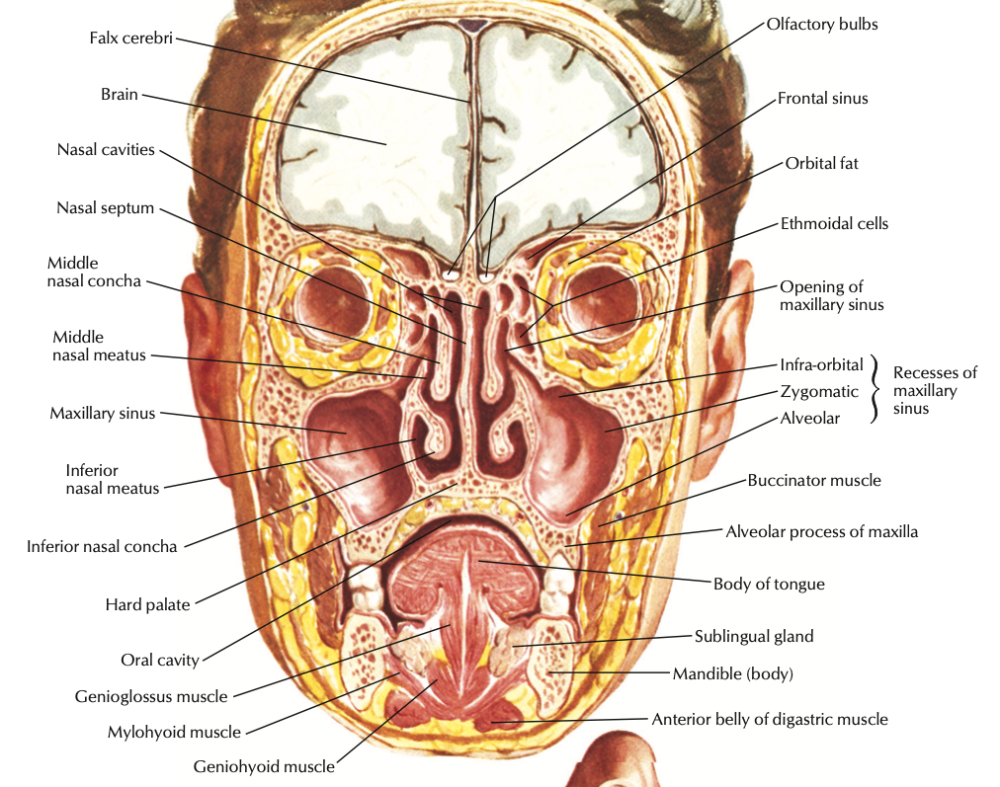 Falx cerebri
Brain
Nasal cavities
Nasal septum
Middle
nasal concha
Middle
nasal meatus
Maxillary sinus
Inferior
nasal meatus
Inferior nasal concha
Hard palate
Oral cavity
Genioglossus muscle
Mylohyoid muscle
Geniohyoid muscle
Olfactory bulbs
Frontal sinus
Orbital fat
Ethmoidal cells
Opening of
maxillary sinus
Infra-orbital
Zygomatic
Alveolar
Recesses of
maxillary
sinus
Buccinator muscle
Alveolar process of maxilla
Body of tongue
Sublingual gland
Mandible (body)
Anterior belly of digastric muscle